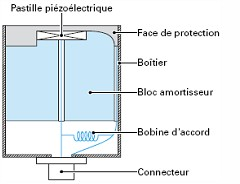 Pastille piézoélectrique
Face de protection
Boîtier
Bloc amortisseur
Bobine d'accord
Connecteur